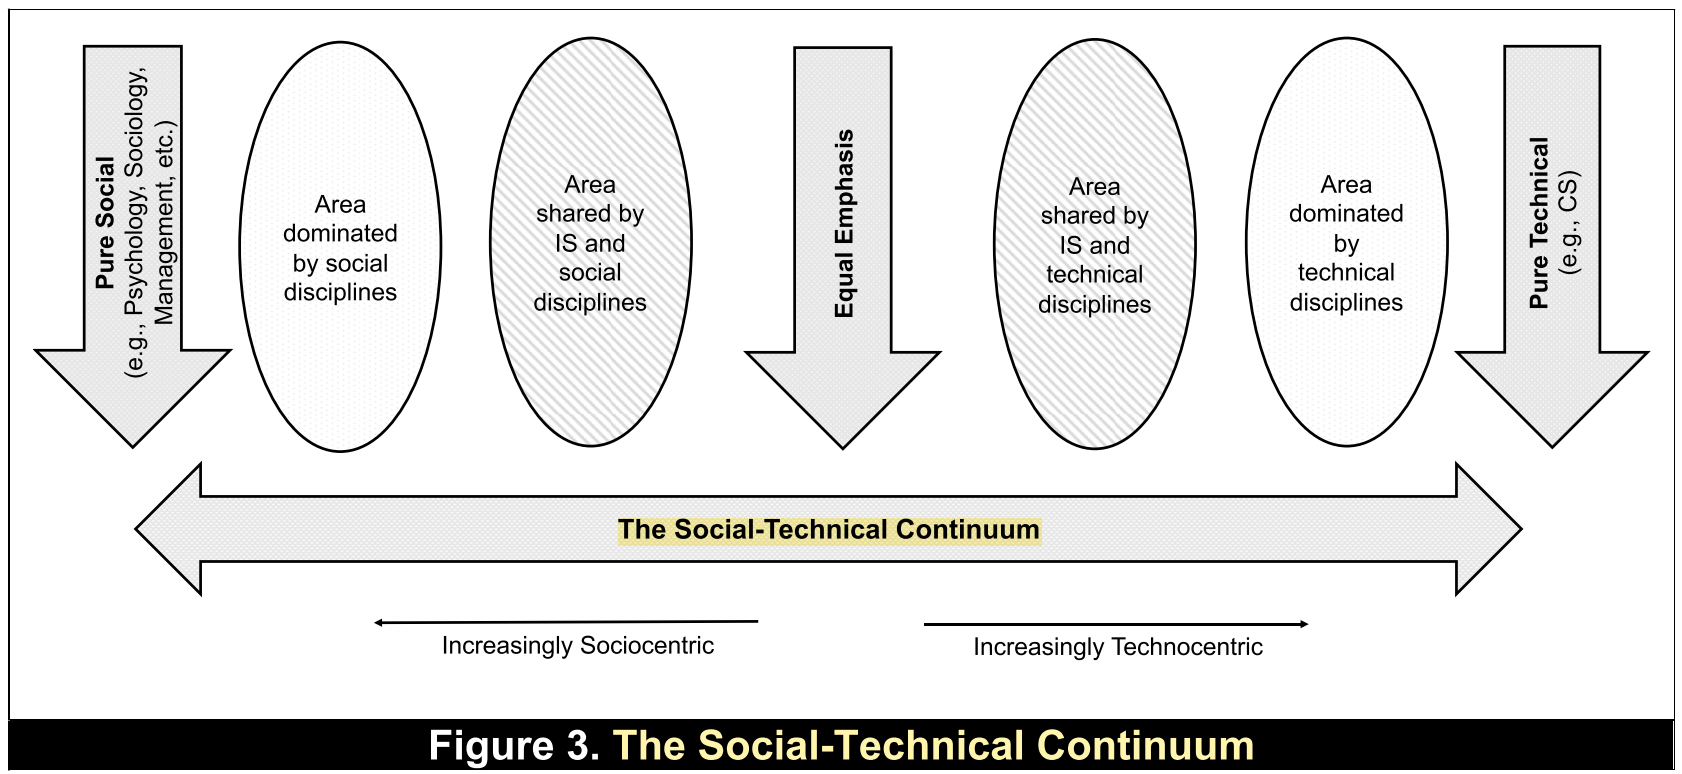 Pure Social
(e.g., Psychology, Sociology,
Management, etc.)
Area
dominated
by social
disciplines
Area
shared by
IS and
social
disciplines
Equal Emphasis
Area
shared by
IS and
technical
disciplines
Area
dominated
by
technical
disciplines
Pure Technical
(e.g., CS)
The Social-Technical Continuum
Increasingly Sociocentric
Increasingly Technocentric
Figure 3. The Social-Technical Continuum